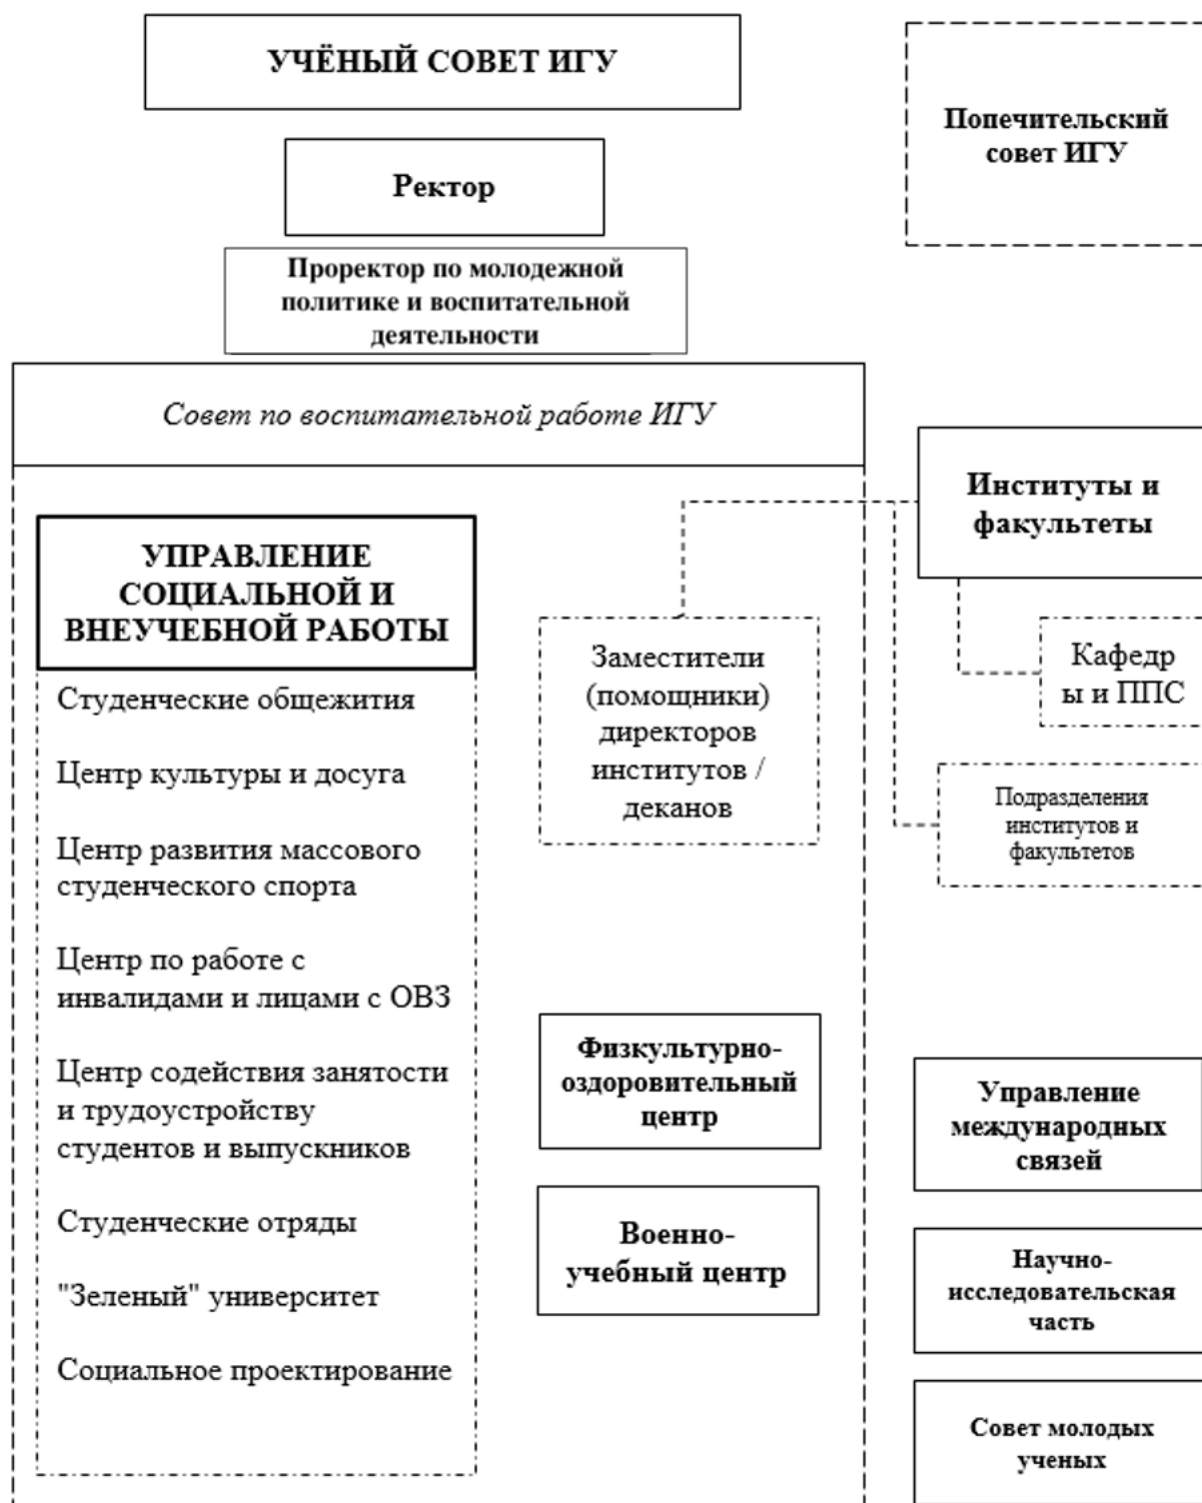 УЧЁНЫЙ СОВЕТ ИГУ
Попечительский
совет ИГУ
Ректор
Проректор по молодежной
политике и воспитательной
деятельности
Совет по воспитательной работе ИГУ
Институты и
факультеты
УПРАВЛЕНИЕ
СОЦИАЛЬНОЙ И
ВНЕУЧЕБНОЙ РАБОТЫ
Студенческие общежития
Центр культуры и досуга
Центр развития массового
студенческого спорта
Центр по работе с
инвалидами и лицами с ОВЗ
Центр содействия занятости
и трудоустройству
студентов и выпускников
Студенческие отряды
"Зеленый" университет
Социальное проектирование
Заместители
(помощники)
директоров
институтов /
деканов
Кафедр
ы и ППС
Подразделения
институтов и
факультетов
Физкультурно-
оздоровительный
центр
Военно-
учебный центр
Управление
международных
связей
Научно-
исследовательская
часть
Совет молодых
ученых